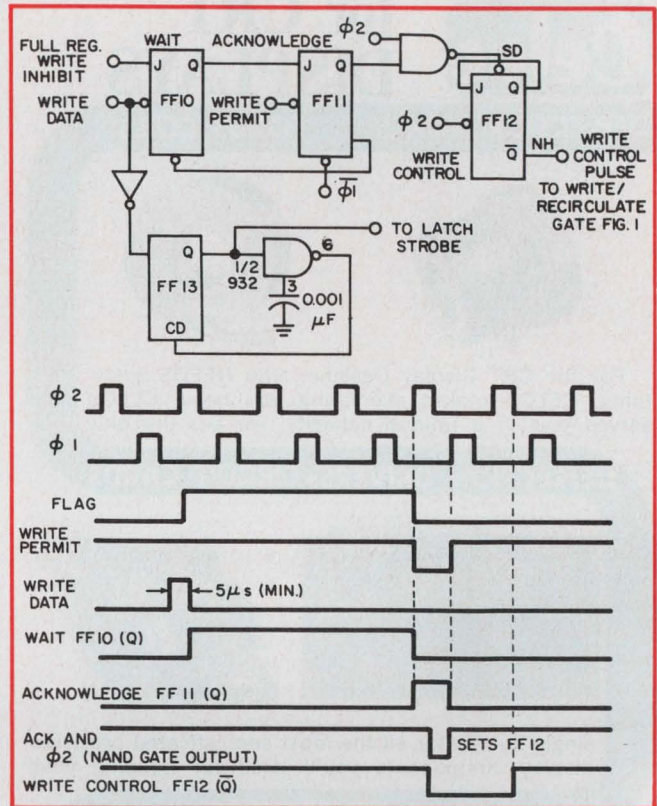 FULL REG.
WRITE
INHIBIT
WAIT
ACKNOWLEDGE
φ2
SD
J Q
J Q
J Q
WRITE
DATA
FF10
WRITE
PERMIT
FF11
φ2
FF12
WRITE
CONTROL
Q̅
NH
WRITE
CONTROL
PULSE
TO WRITE/
RECIRCULATE
GATE FIG. 1
φ̅1
TO LATCH
STROBE
Q
FF13
CD
1/2
932
6
3
0.001
µF
φ2
φ1
FLAG
WRITE
PERMIT
WRITE
DATA
5µs (MIN.)
WAIT FF10 (Q)
ACKNOWLEDGE FF11 (Q)
ACK AND
φ2 (NAND GATE OUTPUT)
SETS FF12
WRITE CONTROL FF12 (Q̅)